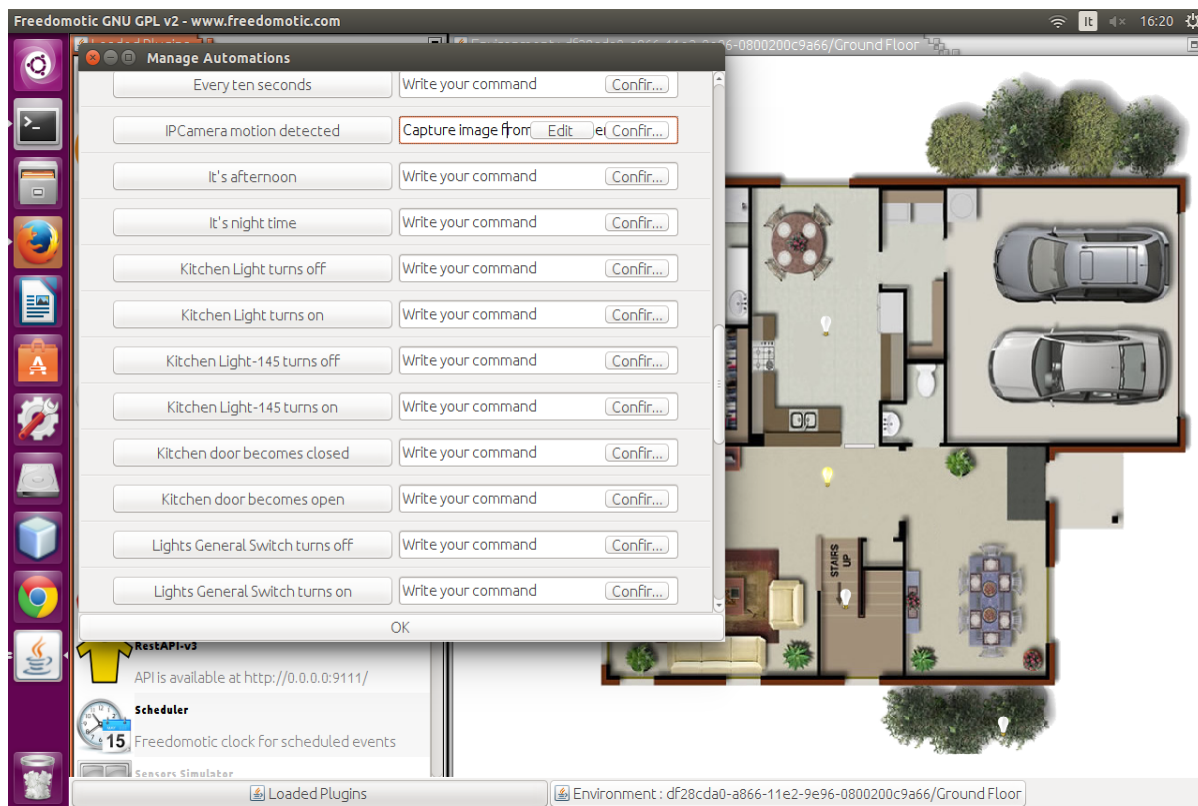 Freedomotic GNU GPL v2 - www.freedomotic.com
It
16:20
Loaded Plugins
Environment : df28cda0-a866-11e2-9e96-0800200c9a66/Ground Floor
Manage Automations
Every ten seconds
Write your command
Confir...
IPCamera motion detected
Capture image from
Edit
Confir...
It's afternoon
Write your command
Confir...
It's night time
Write your command
Confir...
Kitchen Light turns off
Write your command
Confir...
Kitchen Light turns on
Write your command
Confir...
Kitchen Light-145 turns off
Write your command
Confir...
Kitchen Light-145 turns on
Write your command
Confir...
Kitchen door becomes closed
Write your command
Confir...
Kitchen door becomes open
Write your command
Confir...
Lights General Switch turns off
Write your command
Confir...
Lights General Switch turns on
Write your command
Confir...
OK
STAIRS
UP
RestAPI-v3
API is available at http://0.0.0.0:9111/
Scheduler
15
Freedomotic clock for scheduled events
Sensors Simulator
Loaded Plugins
Environment : df28cda0-a866-11e2-9e96-0800200c9a66/Ground Floor